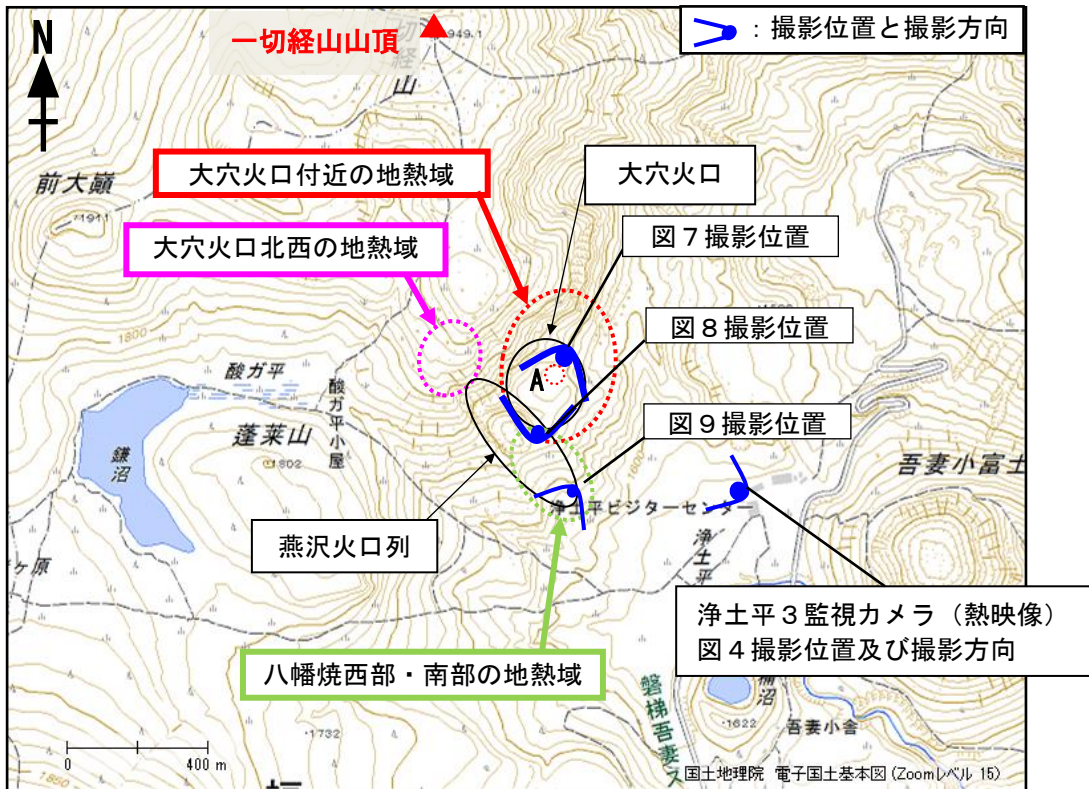 ：撮影位置と撮影方向
N
一切経山山頂
949.1
切経山
大穴火口付近の地熱域
大穴火口
前大巓
・1911
図７撮影位置
大穴火口北西の地熱域
図８撮影位置
1800
酸ガ平
酸ガ平小屋
A
蓬莱山
1802
鎌沼
1600
図９撮影位置
吾妻小富士
浄土平ビジターセンター
燕沢火口列
浄土平
ヶ原
浄土平３監視カメラ（熱映像）
図４撮影位置及び撮影方向
八幡焼西部・南部の地熱域
磐梯吾妻ス
桶沼
・1622
吾妻小舎
・1732
0
400 m
1850
国土地理院 電子国土基本図 (Zoomレベル 15)